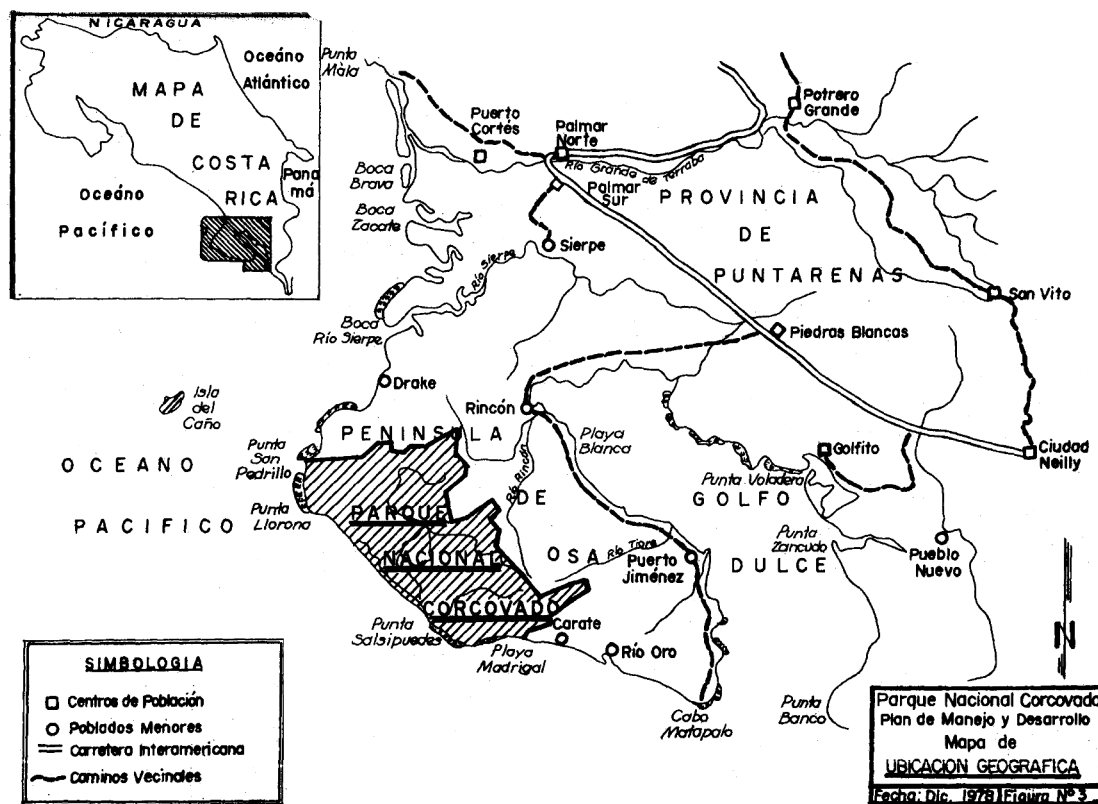 NICARAGUA
Océano
Atlántico
MAPA
DE
COSTA
RICA
Pana
má
Océano
Pacífico
Punta
Mala
Puerto
Cortés
Palmar
Norte
Río Grande de Terraba
Palmar
Sur
Potrero
Grande
Boca
Brava
Boca
Zacate
Sierpe
Río Sierpe
Boca
Río Sierpe
PROVINCIA
DE
PUNTARENAS
San Vito
Piedras Blancas
Drake
Isla
del
Caño
Rincón
PENINSULA
DE
OSA
Playa
Blanca
Río Rincón
Río Tigre
Golfito
Ciudad
Neilly
Punta Voladera
GOLFO
DULCE
Punta
Zancudo
Pueblo
Nuevo
OCEANO
PACIFICO
Punta
San
Pedrillo
Punta
Llorona
PARQUE
NACIONAL
CORCOVADO
Puerto
Jiménez
Punta
Salsipuedes
Playa
Madrigal
Carate
Río Oro
Cabo
Matapalo
Punta
Banco
N
SIMBOLOGIA
Centros de Población
Poblados Menores
Carretera Interamericana
Caminos Vecinales
Parque Nacional Corcovado
Plan de Manejo y Desarrollo
Mapa de
UBICACION GEOGRAFICA
Fecha: Dic. 1978 Figura Nº 3